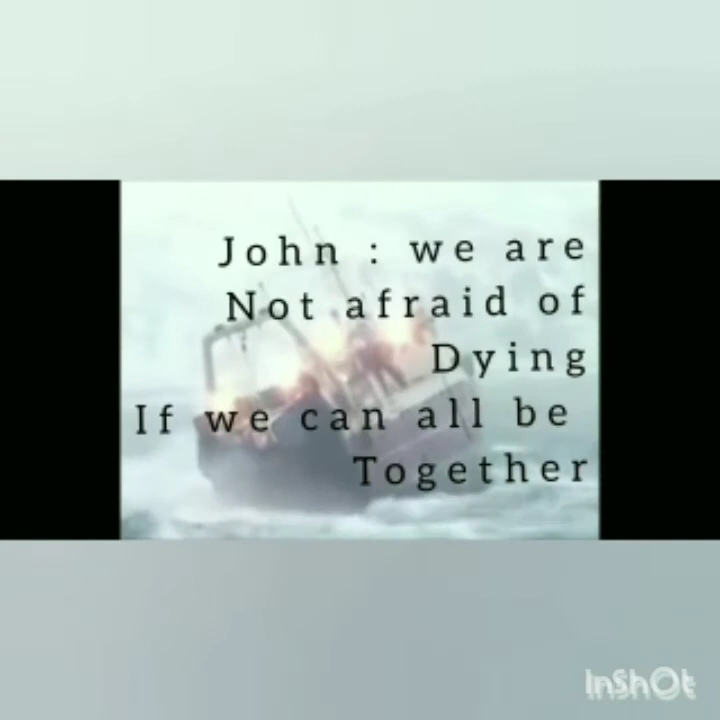 John : we are
Not afraid of
Dying
If we can all be
Together
InShOt